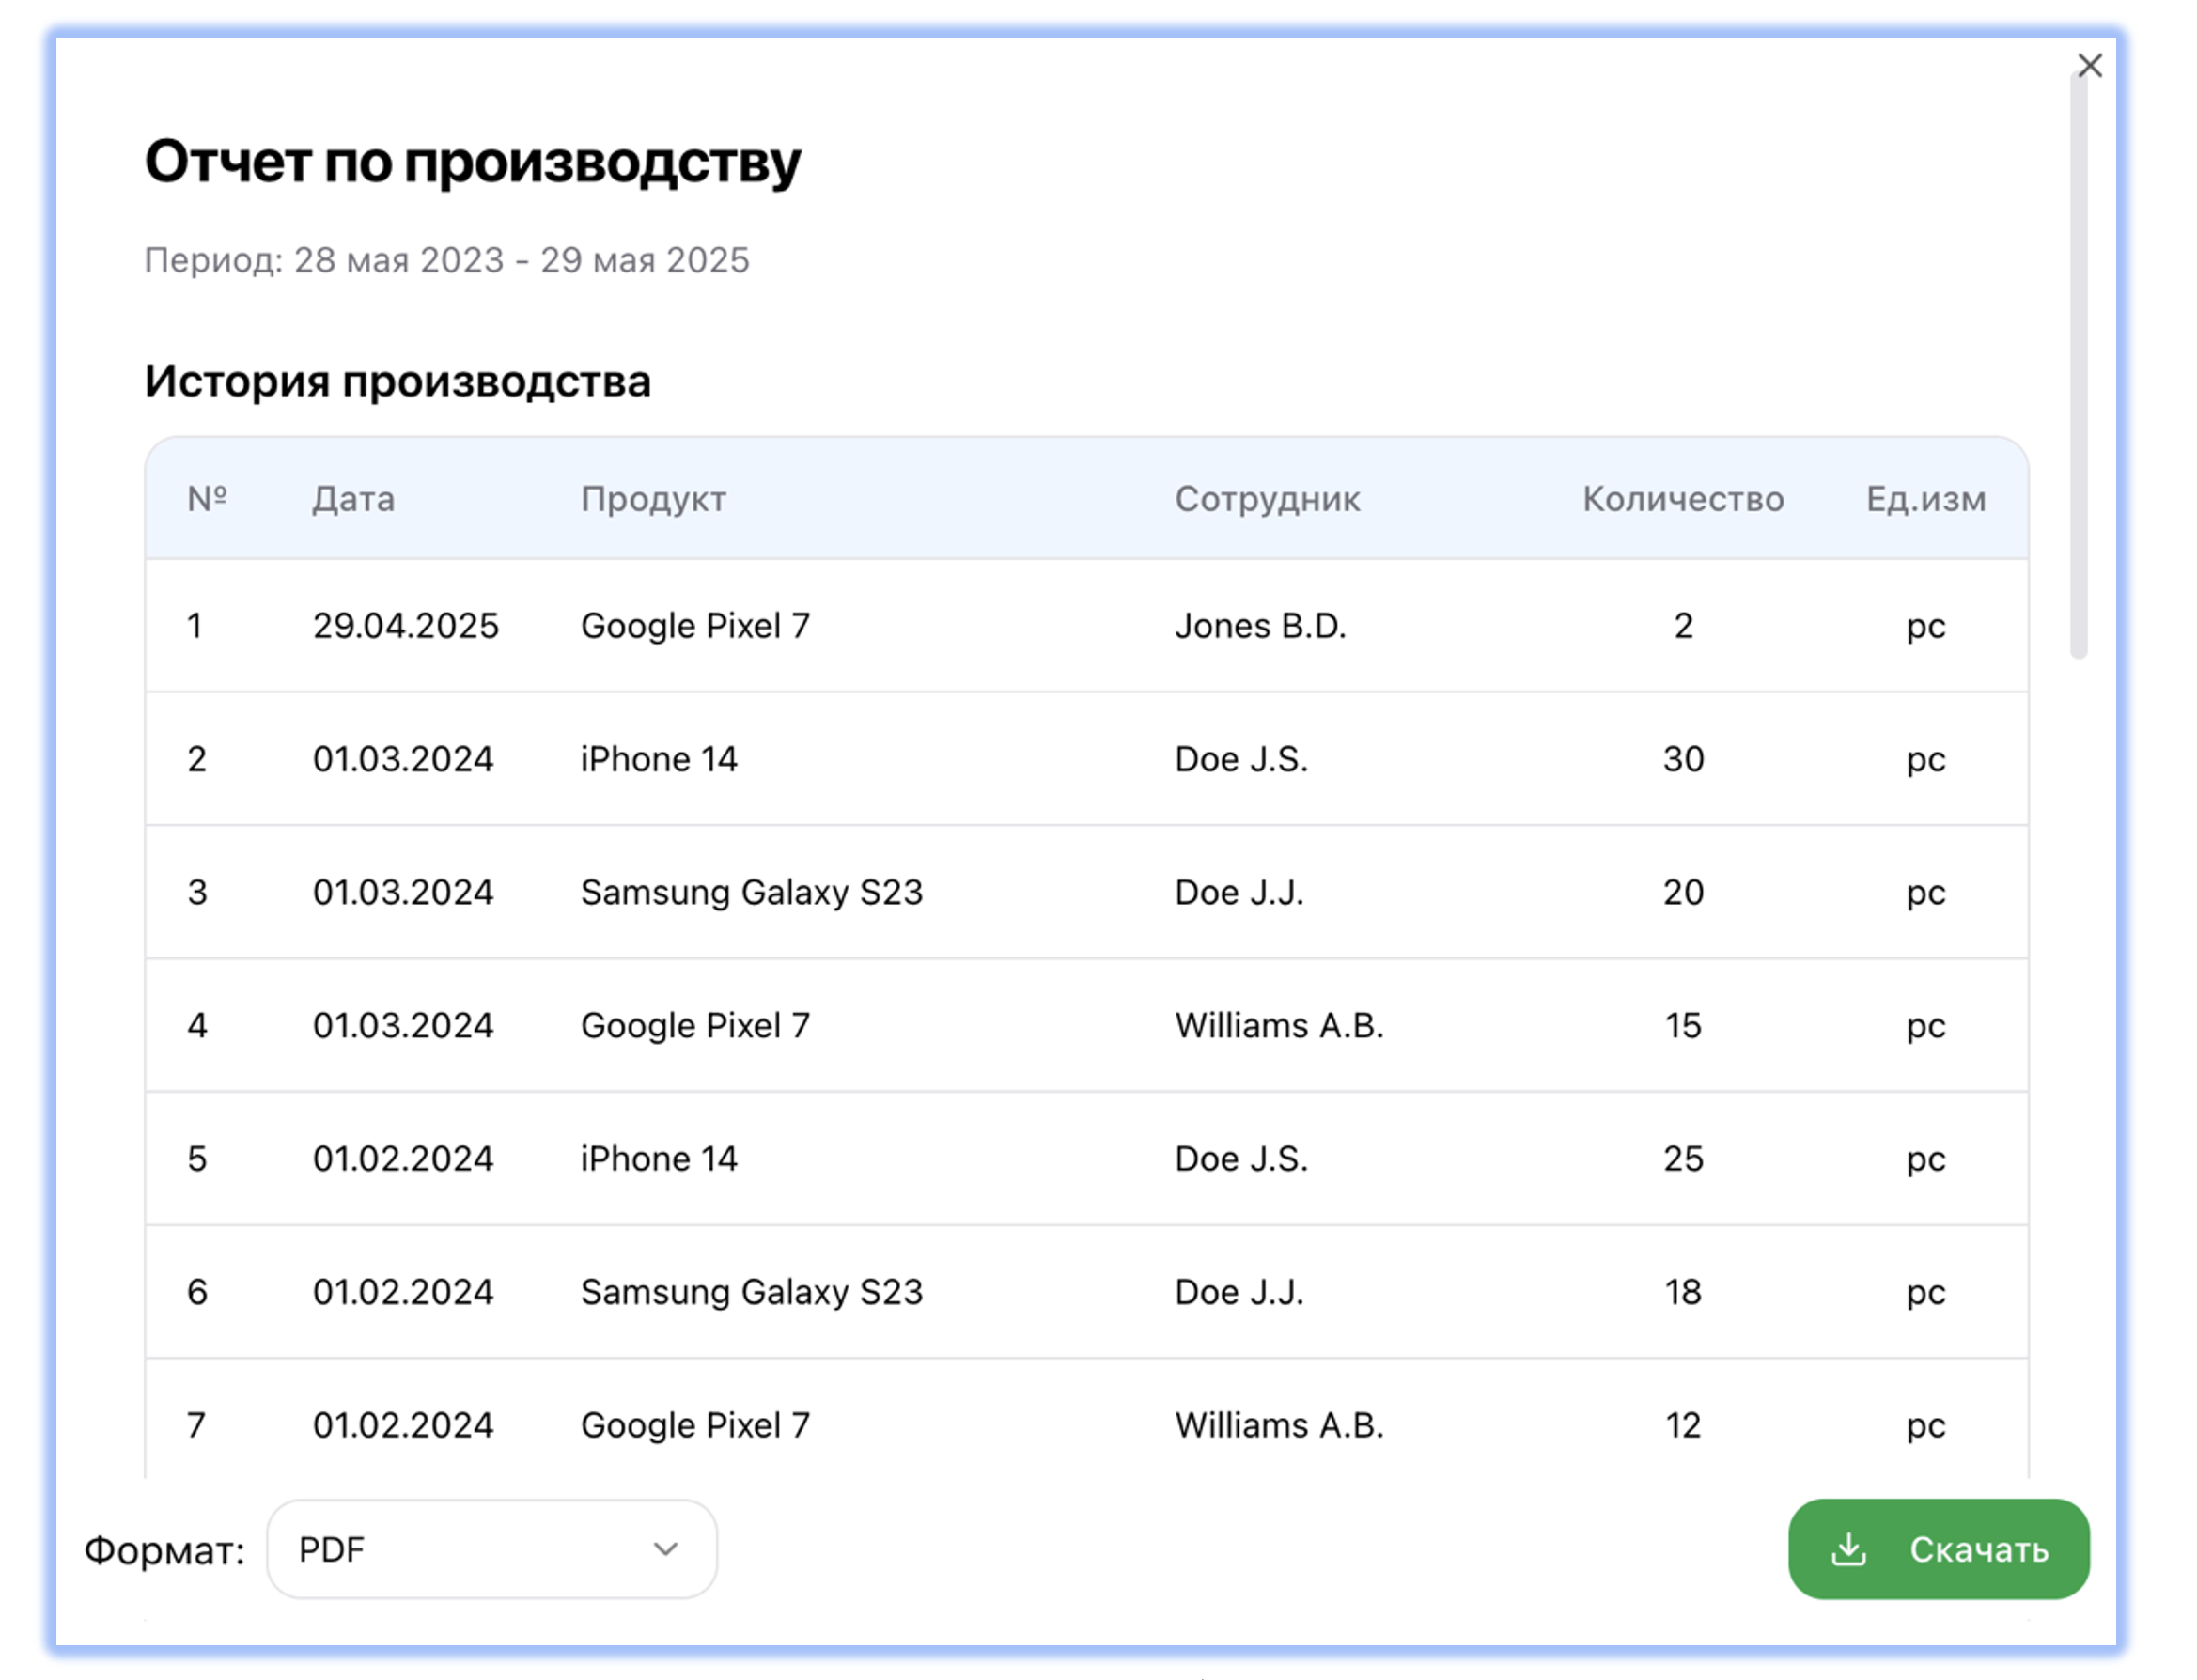 Отчет по производству
Период: 28 мая 2023 - 29 мая 2025
История производства
№ Дата Продукт Сотрудник Количество Ед.изм
1 29.04.2025 Google Pixel 7 Jones B.D. 2 pc
2 01.03.2024 iPhone 14 Doe J.S. 30 pc
3 01.03.2024 Samsung Galaxy S23 Doe J.J. 20 pc
4 01.03.2024 Google Pixel 7 Williams A.B. 15 pc
5 01.02.2024 iPhone 14 Doe J.S. 25 pc
6 01.02.2024 Samsung Galaxy S23 Doe J.J. 18 pc
7 01.02.2024 Google Pixel 7 Williams A.B. 12 pc
Формат: PDF Скачать